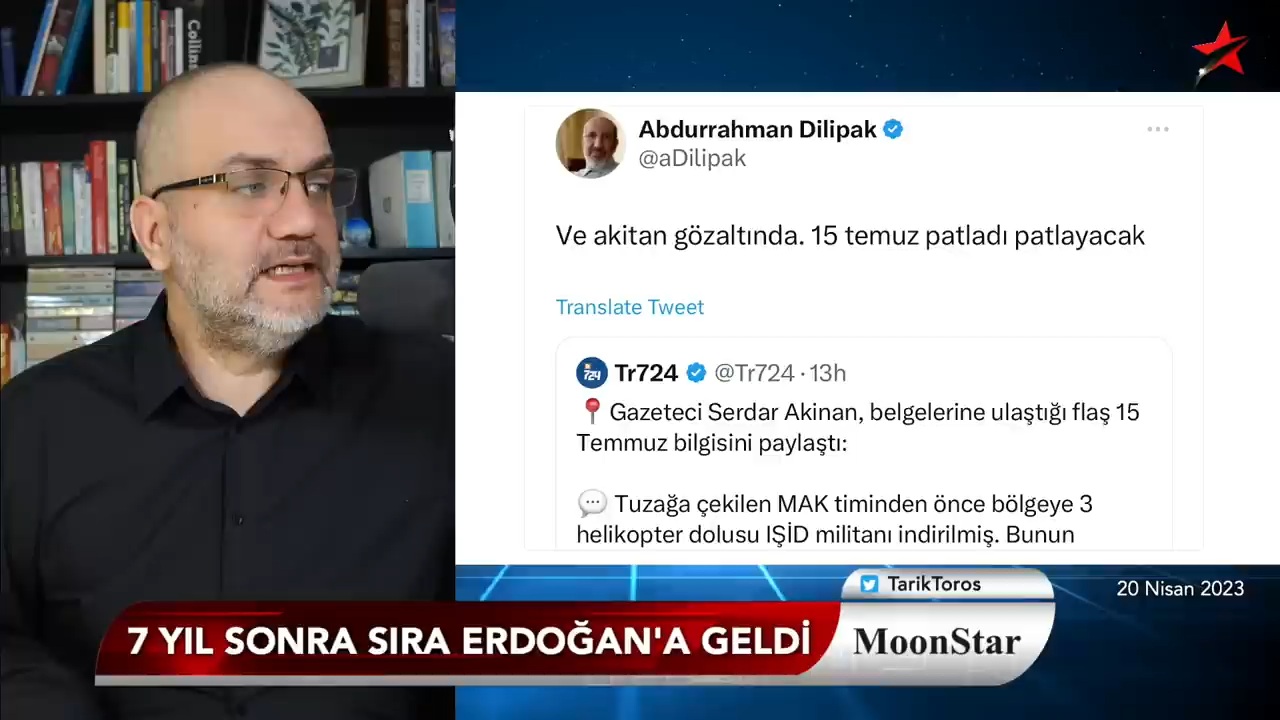 Collins
Abdurrahman Dilipak
@aDilipak
Ve akitan gözaltında. 15 temuz patladı patlayacak
Translate Tweet
724
Tr724 @Tr724 · 13h
Gazeteci Serdar Akinan, belgelerine ulaştığı flaş 15
Temmuz bilgisini paylaştı:
Tuzağa çekilen MAK timinden önce bölgeye 3
helikopter dolusu IŞİD militanı indirilmiş. Bunun
TarikToros
20 Nisan 2023
7 YIL SONRA SIRA ERDOĞAN'A GELDİ
MoonStar